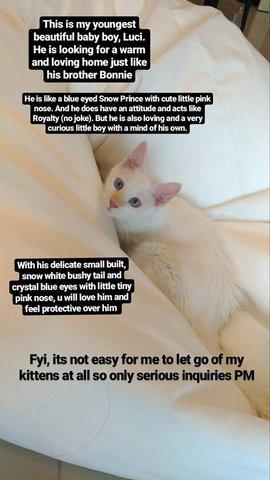 This is my youngest
beautiful baby boy, Luci.
He is looking for a warm
and loving home just like
his brother Bonnie
He is like a blue eyed Snow Prince with cute little pink
nose. And he does have an attitude and acts like
Royalty (no joke). But he is also loving and a very
curious little boy with a mind of his own.
With his delicate small built,
snow white bushy tail and
crystal blue eyes with little tiny
pink nose, u will love him and
feel protective over him
Fyi, its not easy for me to let go of my
kittens at all so only serious inquiries PM